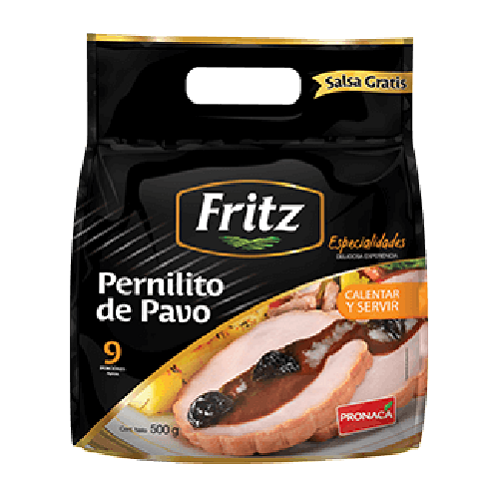 Salsa Gratis
Fritz
Especialidades
DELICIOSA EXPERIENCIA
Pernilito
de Pavo
CALENTAR
Y SERVIR
9
PRONACA
Cont. Neto 500 g